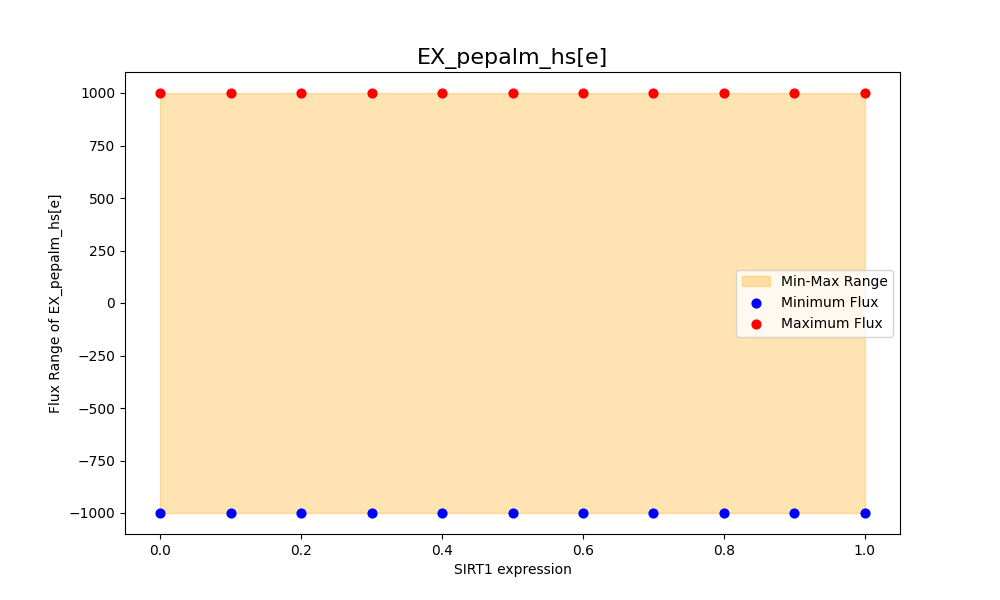 EX_pepalm_hs[e]
Flux Range of EX_pepalm_hs[e]
1000
750
500
250
0
−250
−500
−750
−1000
Min-Max Range
Minimum Flux
Maximum Flux
0.0
0.2
0.4
0.6
0.8
1.0
SIRT1 expression